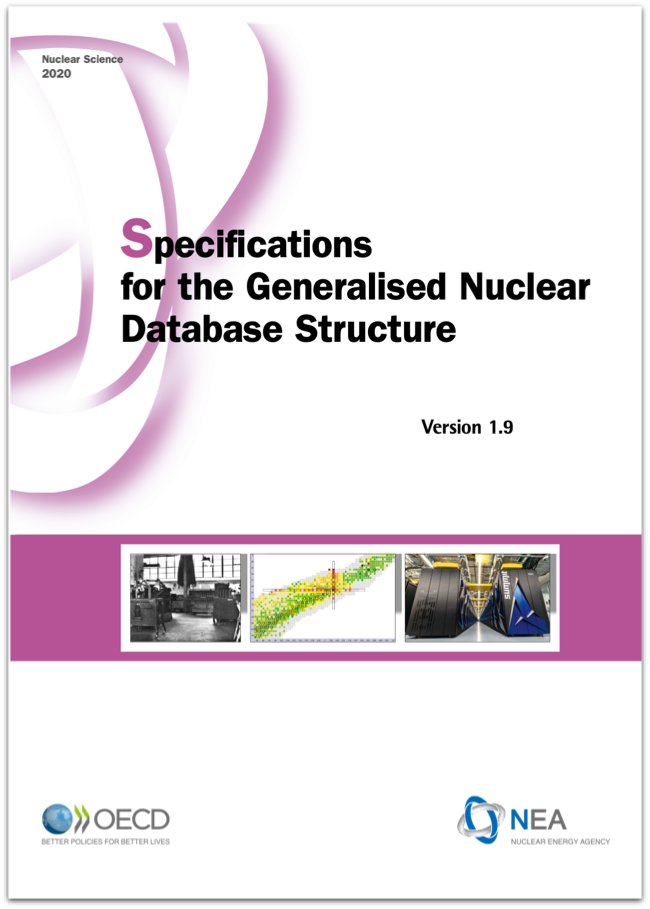 Nuclear Science
2020
Specifications
for the Generalised Nuclear
Database Structure
Version 1.9
summit
OECD
BETTER POLICIES FOR BETTER LIVES
NEA
NUCLEAR ENERGY AGENCY